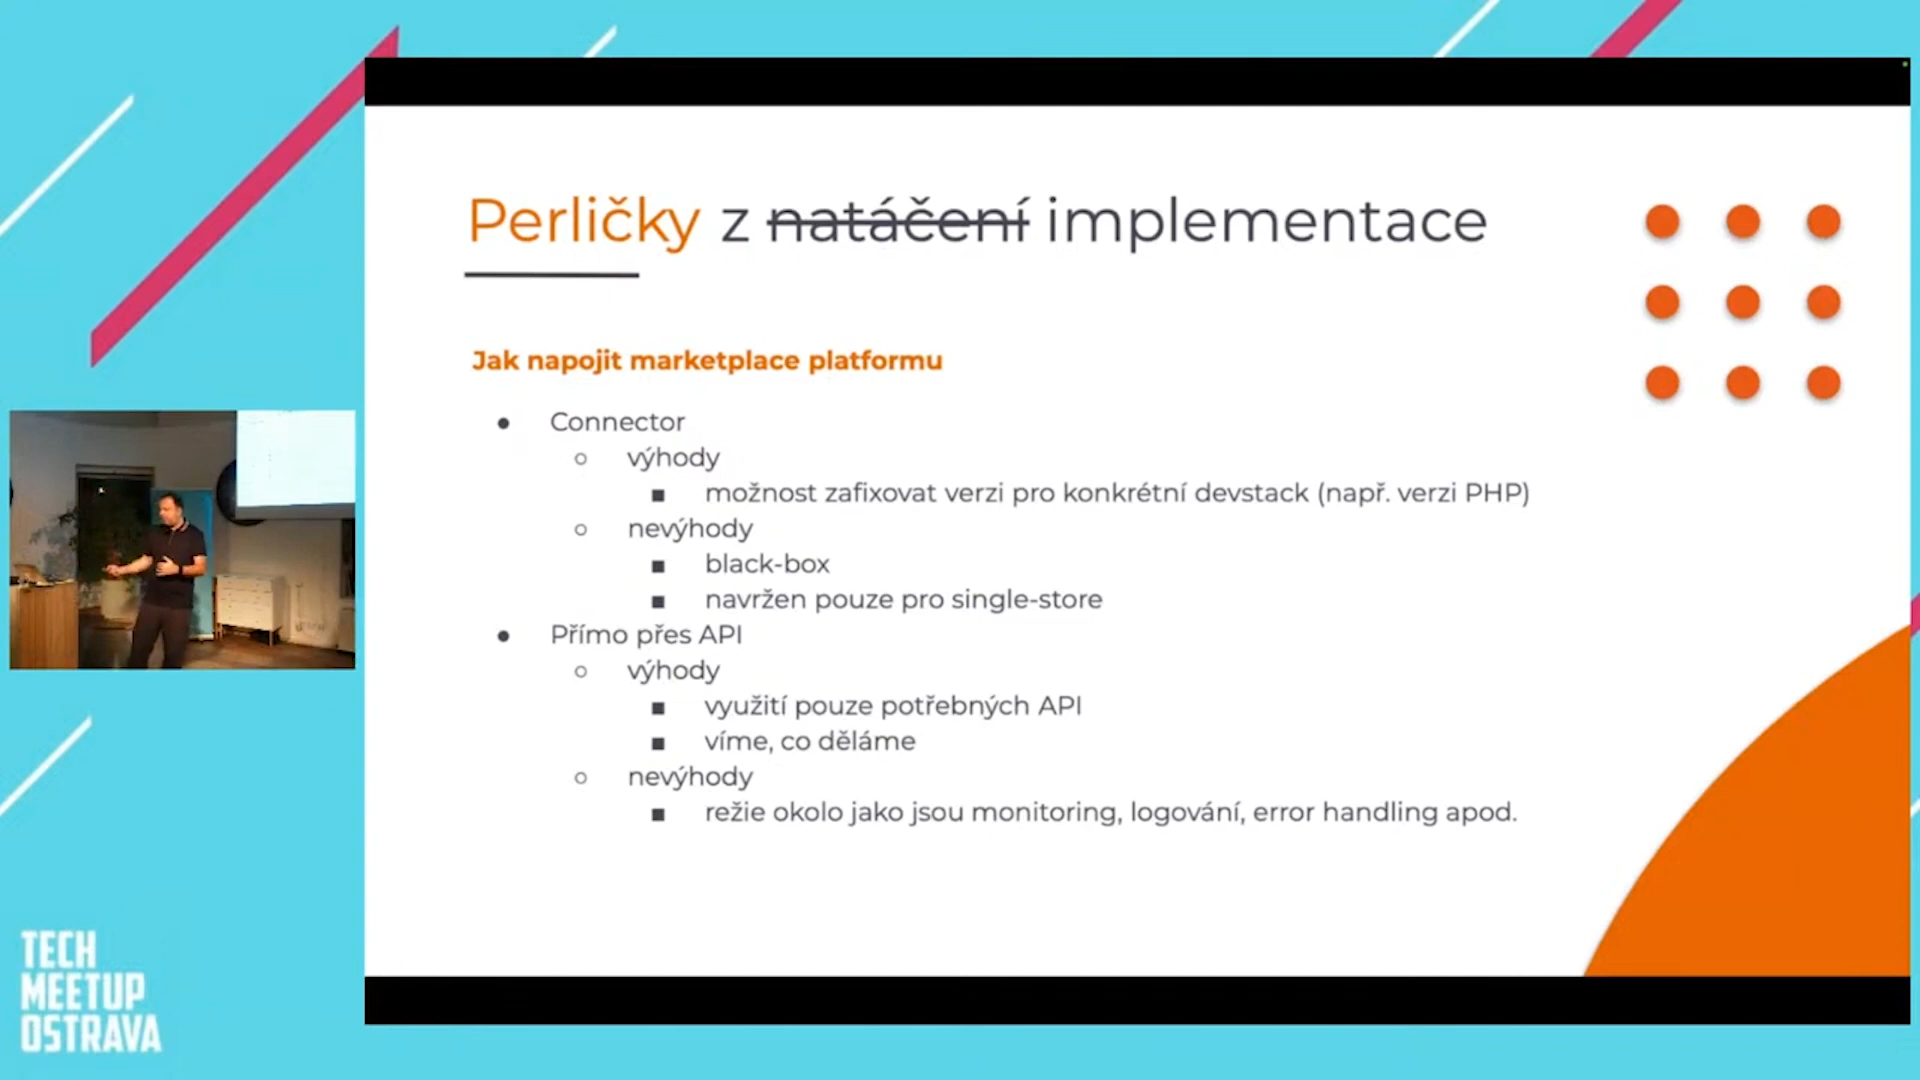 Perličky z natáčení implementace
Jak napojit marketplace platformu
● Connector
○ výhody
■ možnost zafixovat verzi pro konkrétní devstack (např. verzi PHP)
○ nevýhody
■ black-box
■ navržen pouze pro single-store
● Přímo přes API
○ výhody
■ využití pouze potřebných API
■ víme, co děláme
○ nevýhody
■ režie okolo jako jsou monitoring, logování, error handling apod.
TECH
MEETUP
OSTRAVA